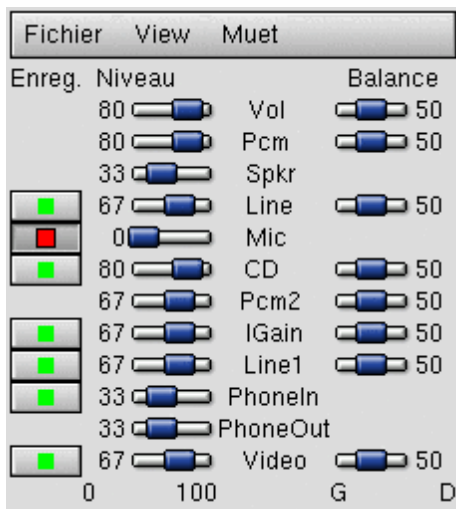 Fichier View Muet
Enreg. Niveau Balance
80 Vol 50
80 Pcm 50
33 Spkr
67 Line 50
0 Mic
80 CD 50
67 Pcm2 50
67 IGain 50
67 Line1 50
33 PhoneIn
33 PhoneOut
67 Video 50
0 100 G D